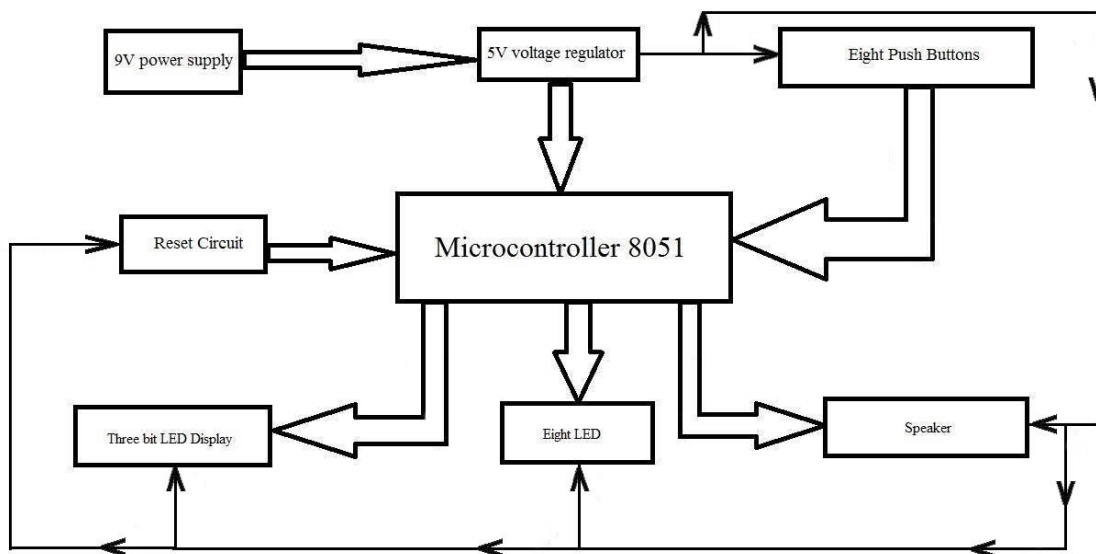 9V power supply
5V voltage regulator
Eight Push Buttons
Reset Circuit
Microcontroller 8051
Three bit LED Display
Eight LED
Speaker